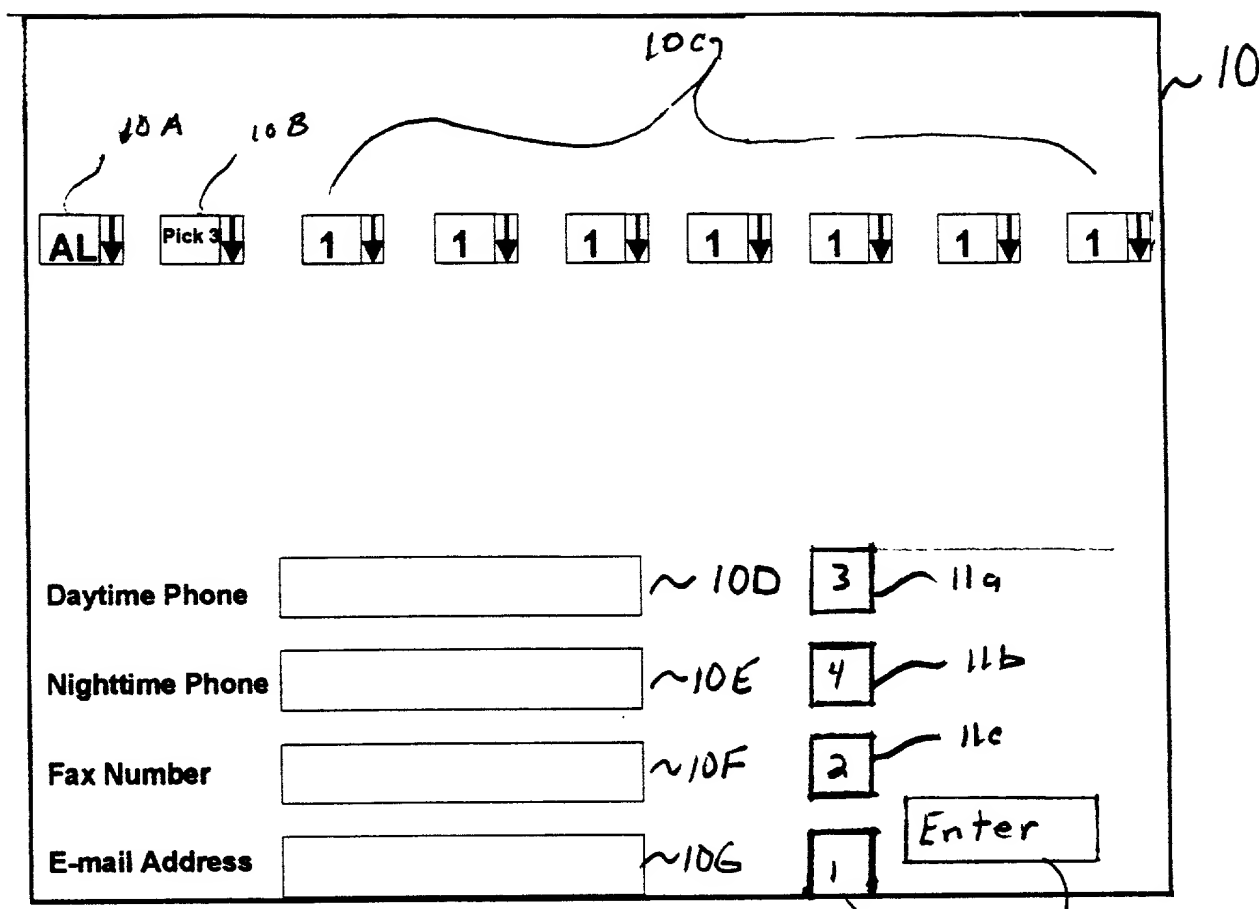 10C
10
10A 10B
AL Pick 3 1 1 1 1 1 1 1
Daytime Phone 10D 3 11a
Nighttime Phone 10E 4 11b
Fax Number 10F 2 11c
Enter
E-mail Address 10G 1